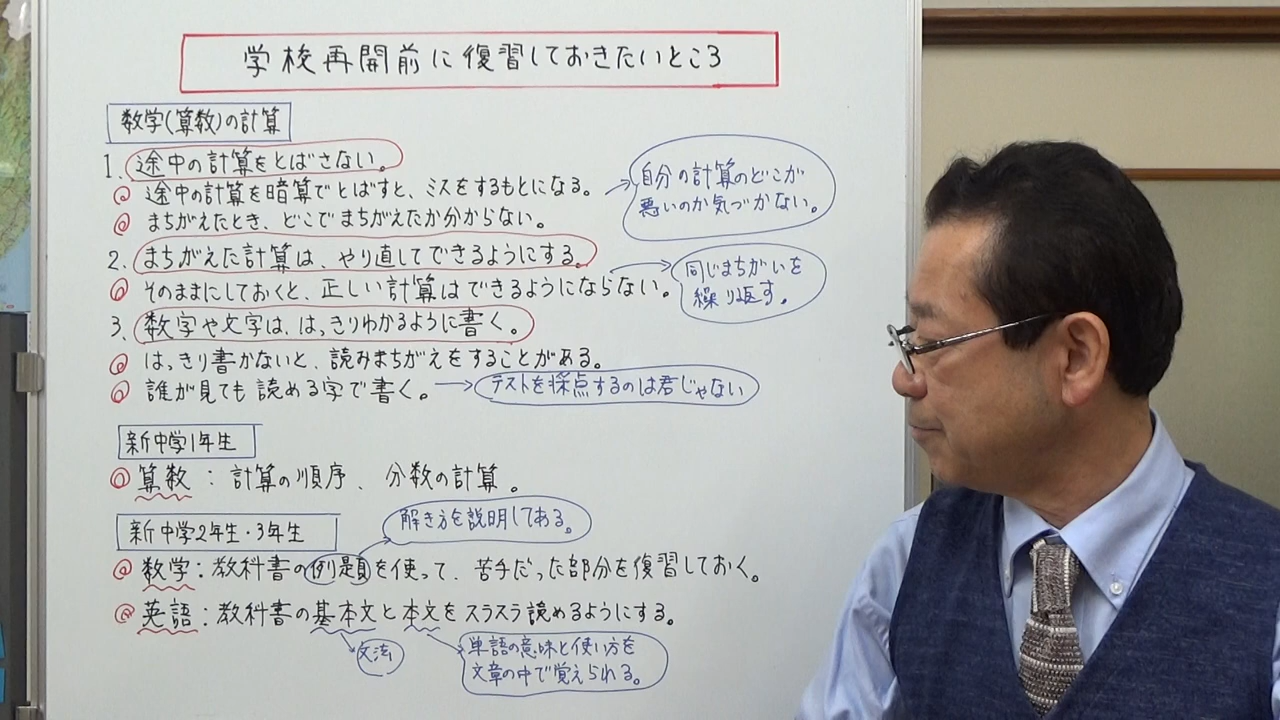 学校再開前に復習しておきたいところ
数学(算数)の計算
1. 途中の計算をとばさない。
◎ 途中の計算を暗算でとばすと、ミスをするもとになる。
自分の計算のどこが
悪いのか気づかない。
◎ まちがえたとき、どこでまちがえたか分からない。
2. まちがえた計算は、やり直してできるようにする。
◎ そのままにしておくと、正しい計算はできるようにならない。
同じまちがいを
繰り返す。
3. 数字や文字は、はっきりわかるように書く。
◎ はっきり書かないと、読みまちがえをすることがある。
◎ 誰が見ても読める字で書く。
テストを採点するのは君じゃない
新中学1年生
◎ 算数:計算の順序、分数の計算。
新中学2年生・3年生
解き方を説明してある。
◎ 数学:教科書の例題を使って、苦手だった部分を復習しておく。
◎ 英語:教科書の基本文と本文をスラスラ読めるようにする。
文法
単語の意味と使い方を
文章の中で覚えられる。